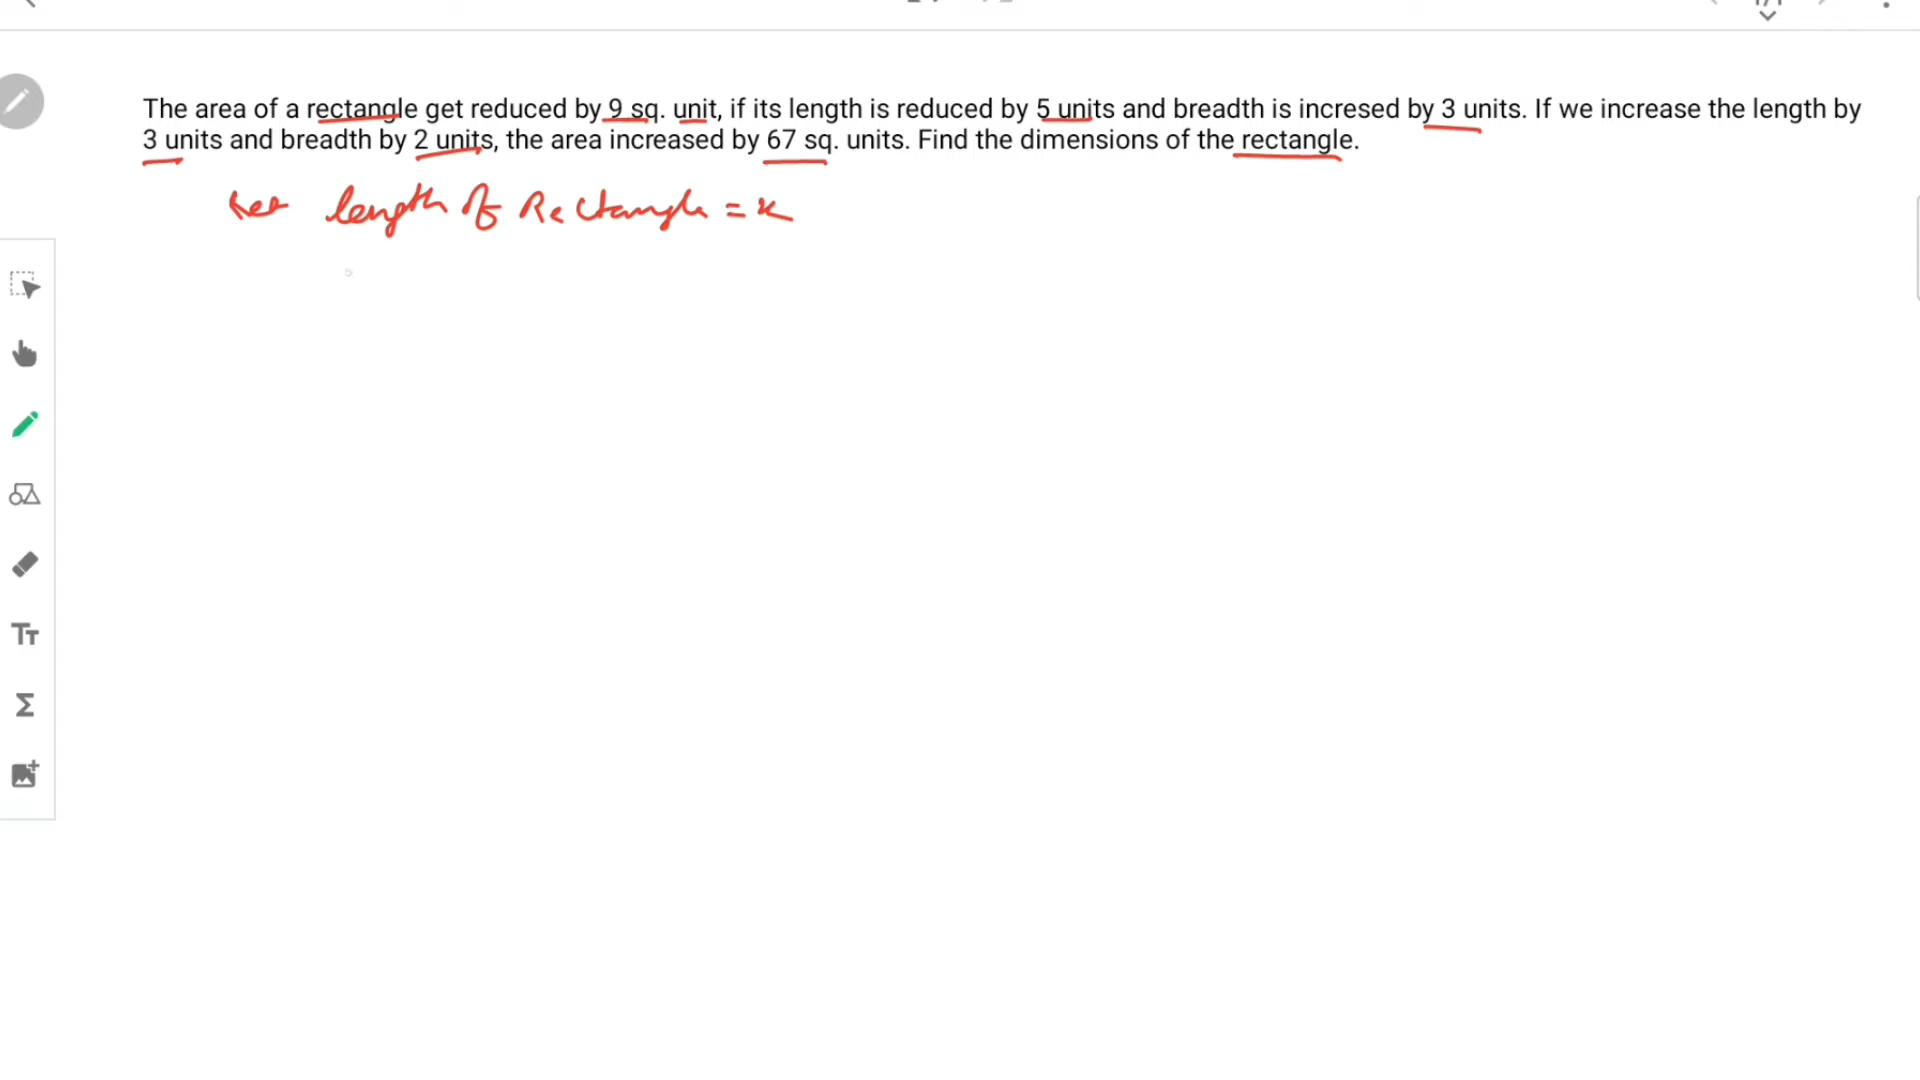 The area of a rectangle get reduced by 9 sq. unit, if its length is reduced by 5 units and breadth is incresed by 3 units. If we increase the length by
3 units and breadth by 2 units, the area increased by 67 sq. units. Find the dimensions of the rectangle.
Let length of Rectangle = x